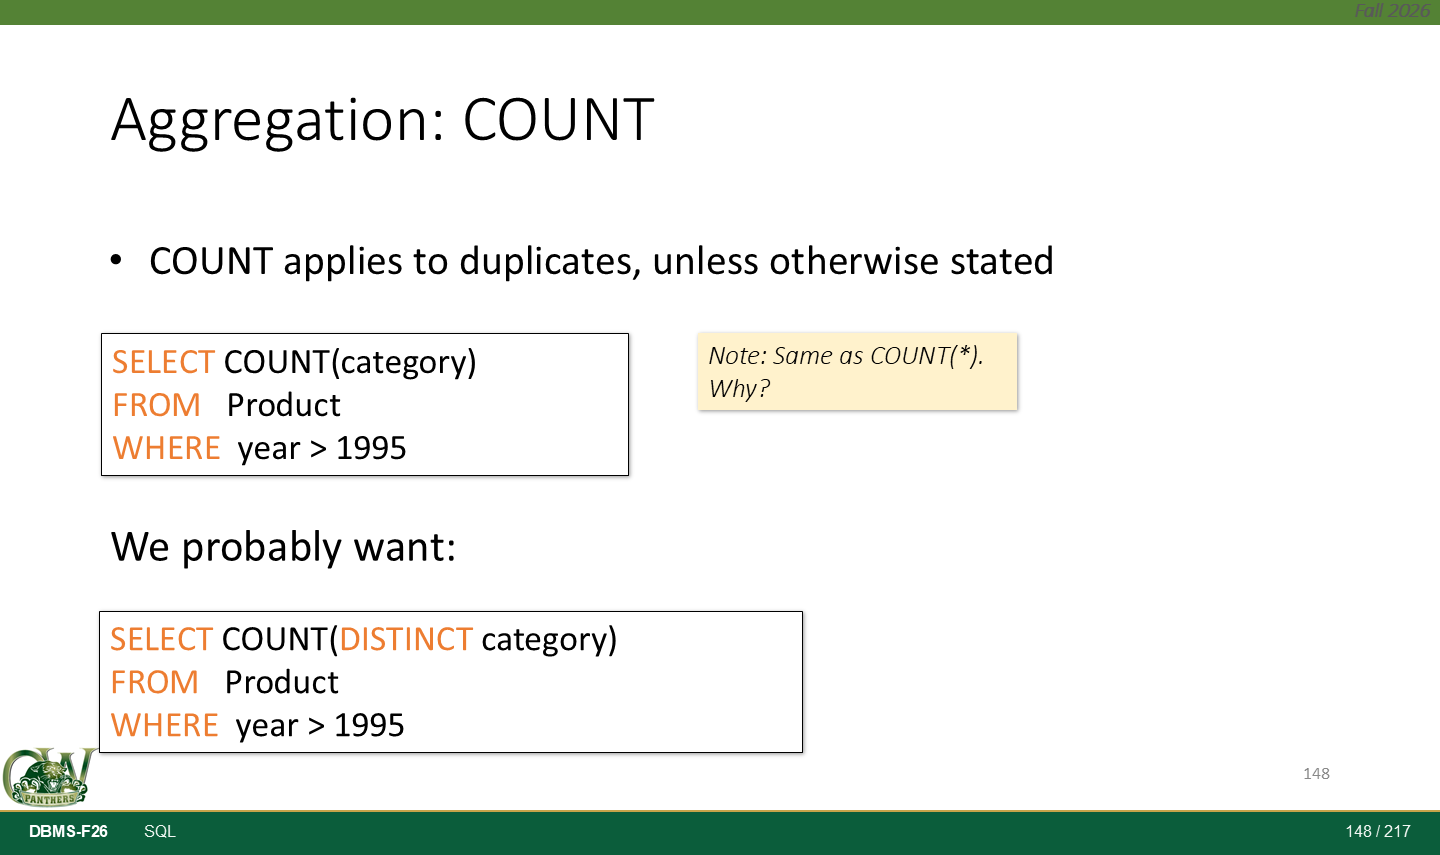 Fall 2026
Aggregation: COUNT
• COUNT applies to duplicates, unless otherwise stated
SELECT COUNT(category)
FROM Product
WHERE year > 1995
Note: Same as COUNT(*).
Why?
We probably want:
SELECT COUNT(DISTINCT category)
FROM Product
WHERE year > 1995
CW
PANTHERS
148
DBMS-F26 SQL 148 / 217